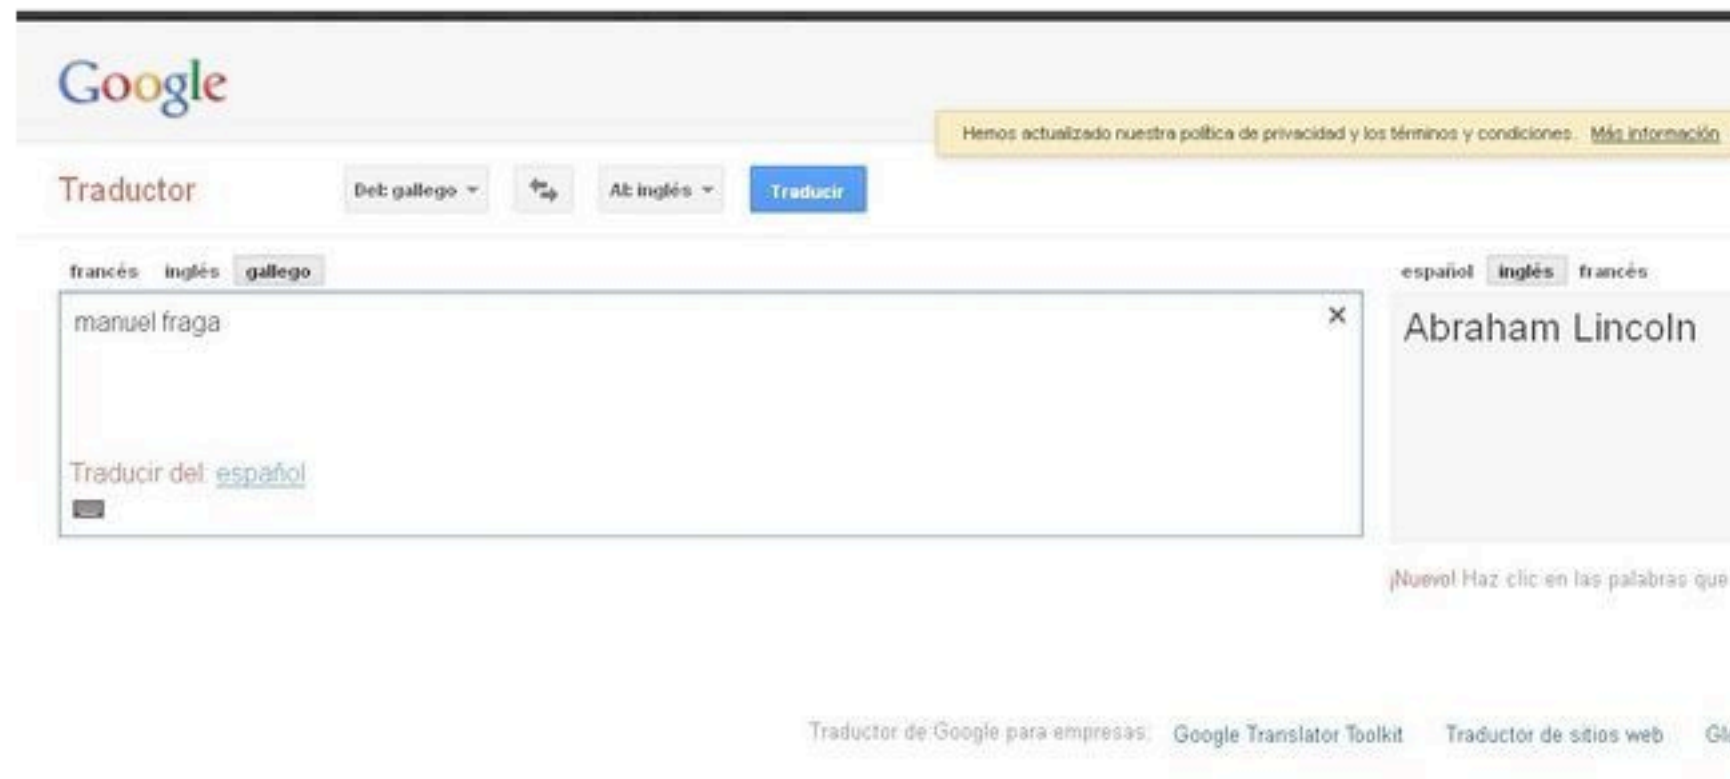 Google
Hemos actualizado nuestra política de privacidad y los términos y condiciones. Más información
Traductor Del: gallego Al: inglés Traducir
francés inglés gallego
manuel fraga
Traducir del: español
español inglés francés
Abraham Lincoln
¡Nuevo! Haz clic en las palabras que
Traductor de Google para empresas: Google Translator Toolkit Traductor de sitios web